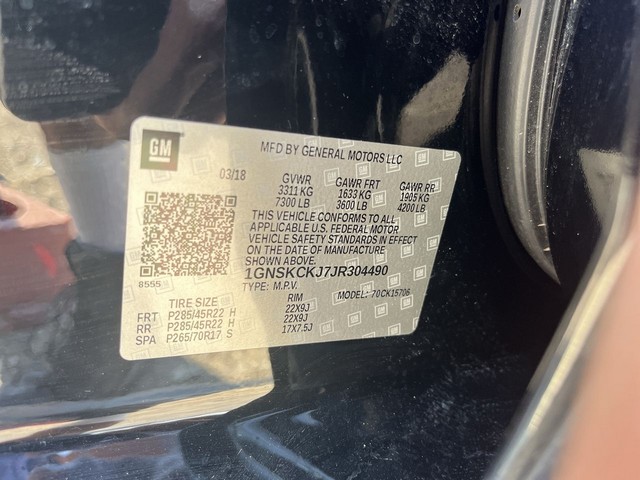 GM
MFD BY GENERAL MOTORS LLC
03/18
GVWR GAWR FRT GAWR RR
3311 KG 1633 KG 1905 KG
7300 LB 3600 LB 4200 LB
THIS VEHICLE CONFORMS TO ALL
APPLICABLE U.S. FEDERAL MOTOR
VEHICLE SAFETY STANDARDS IN EFFECT
ON THE DATE OF MANUFACTURE
SHOWN ABOVE.
1GNSKCKJ7JR304490
8555
TYPE: M.P.V. MODEL: 70CK15706
TIRE SIZE RIM
FRT P285/45R22 H 22X9J
RR P285/45R22 H 22X9J
SPA P265/70R17 S 17X7.5J